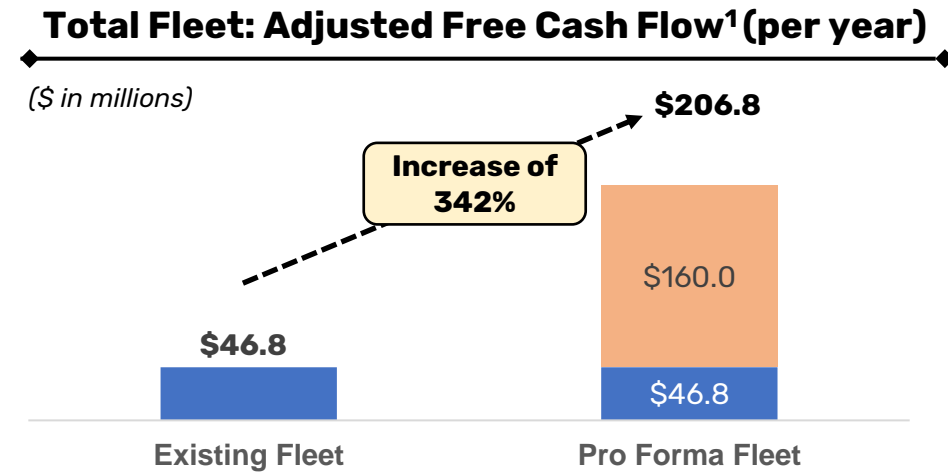 Total Fleet: Adjusted Free Cash Flow¹ (per year)
($ in millions)
$206.8
Increase of
342%
$160.0
$46.8
$46.8
Existing Fleet
Pro Forma Fleet